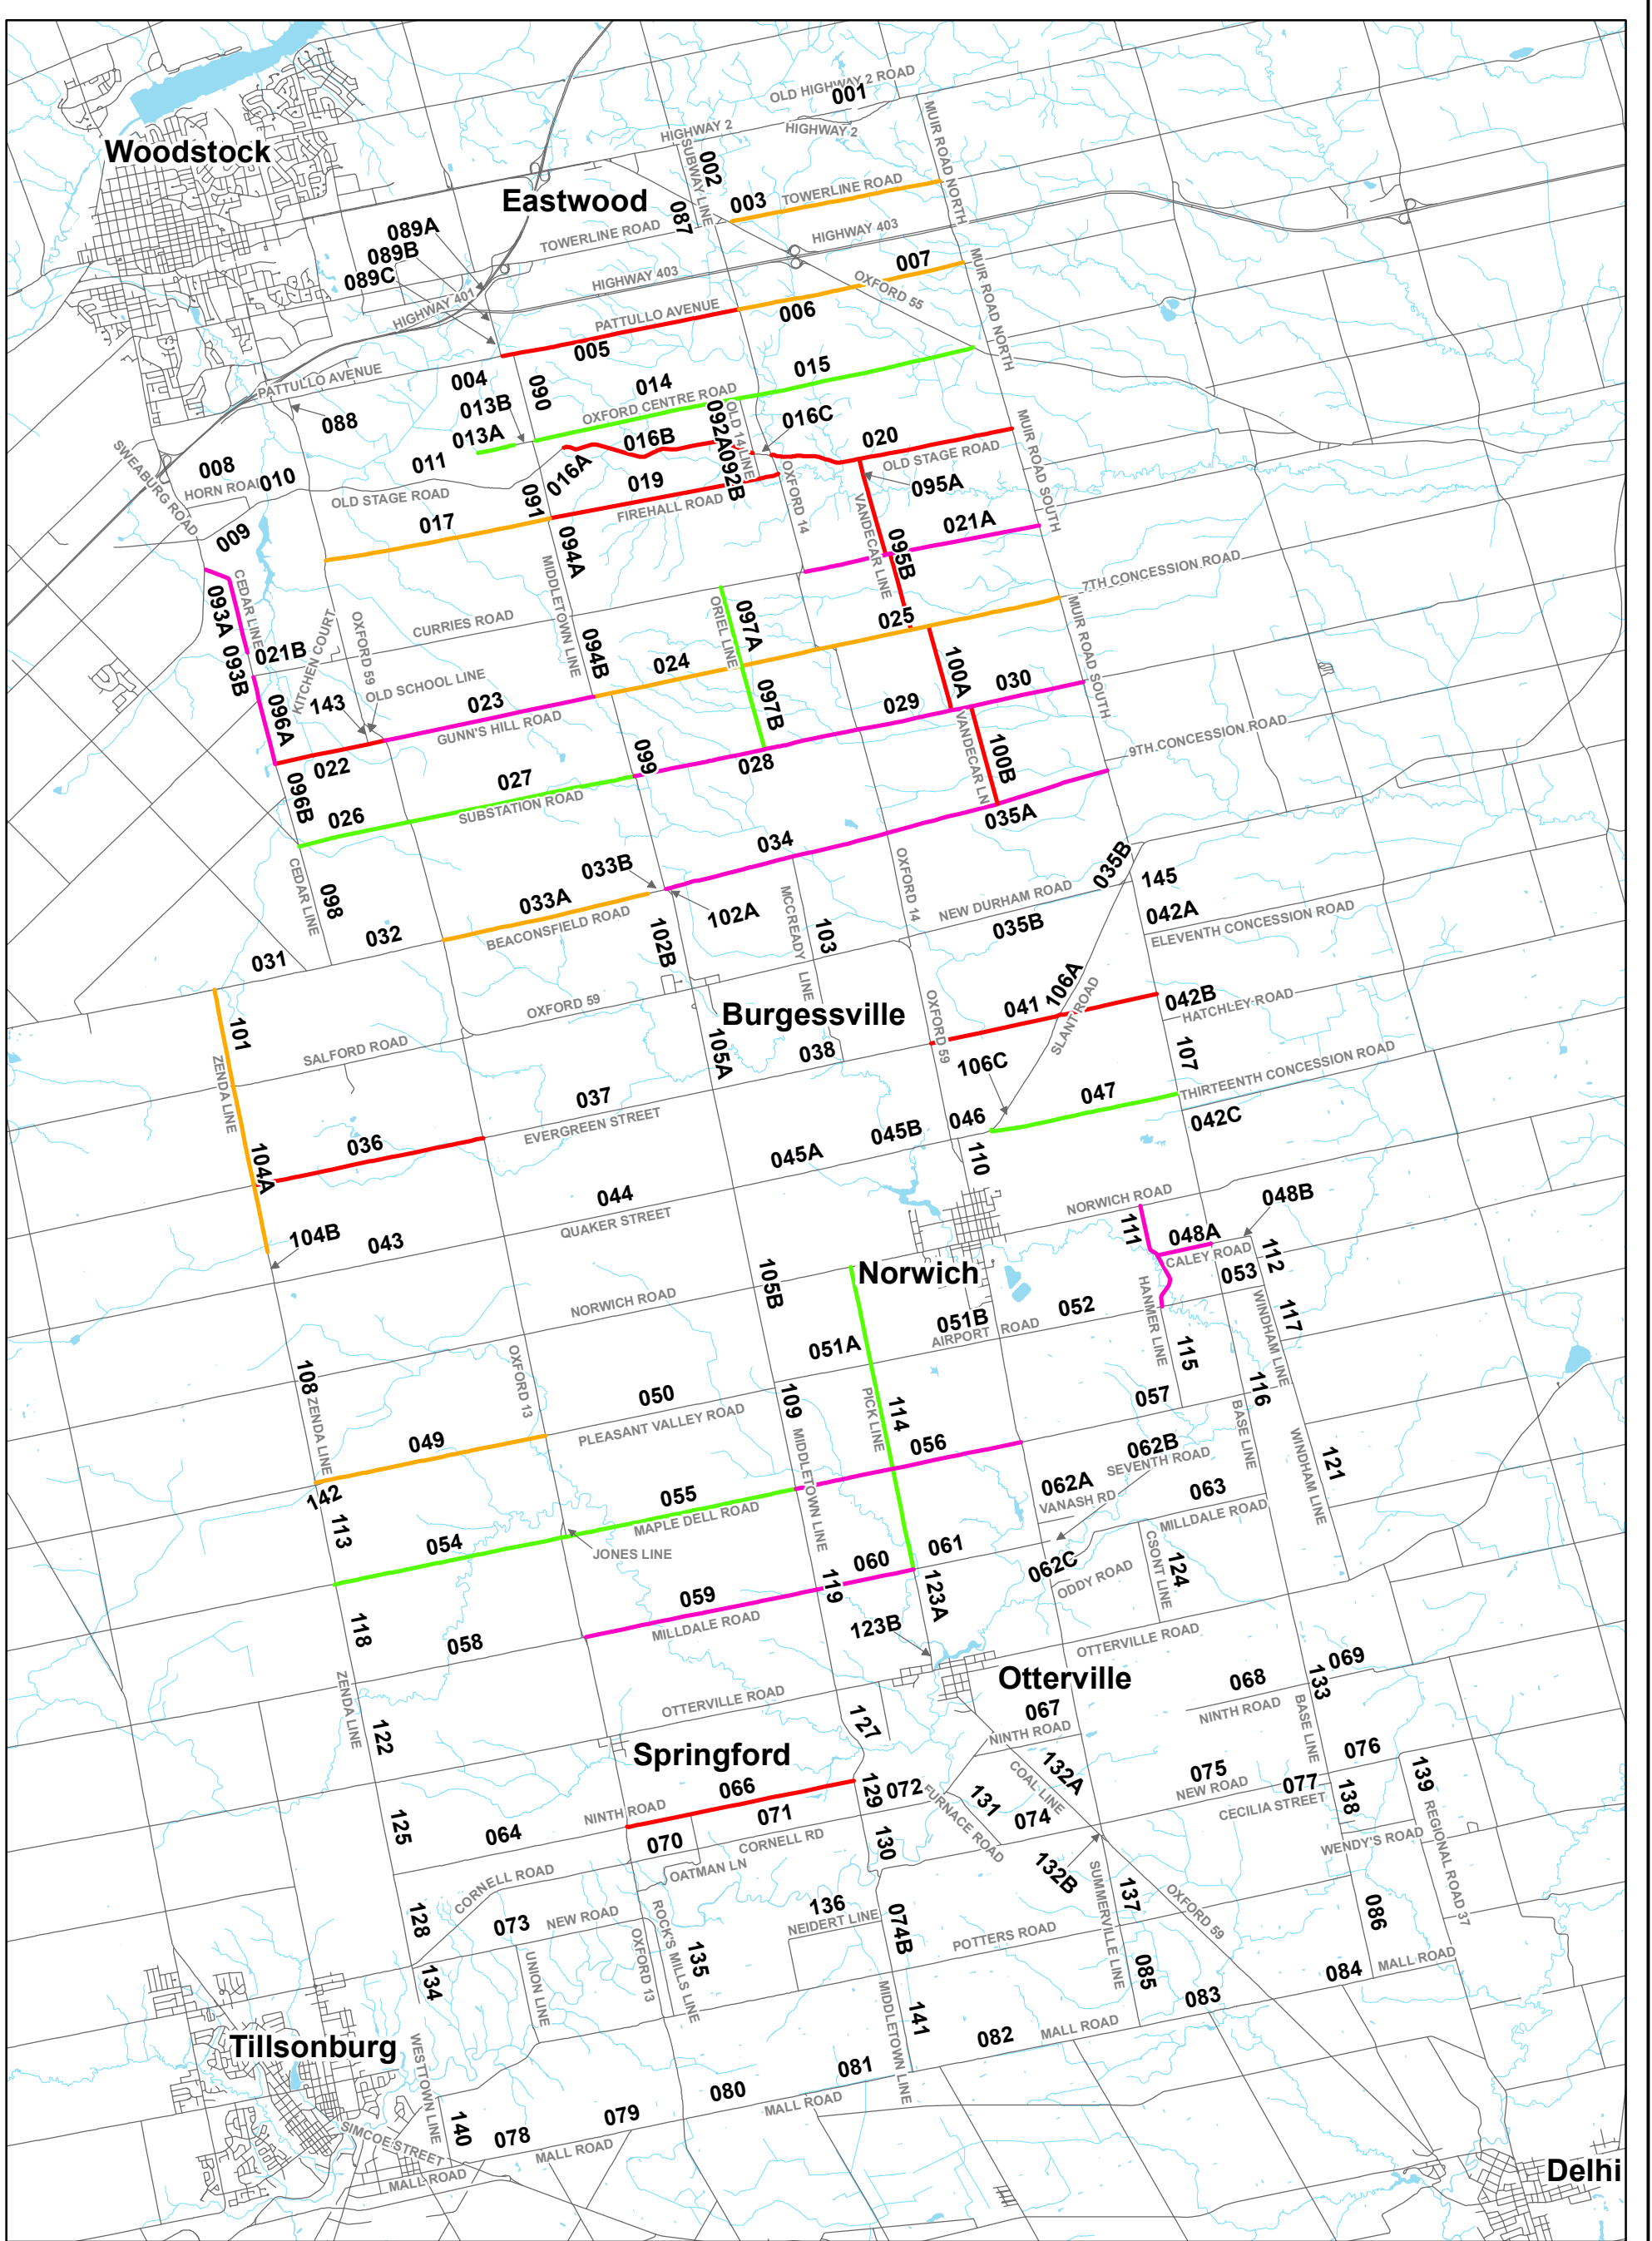 OLD HIGHWAY 2 ROAD
001
HIGHWAY 2
HIGHWAY 2
MUIR ROAD NORTH
Woodstock
SUBWAY LINE
002
Eastwood
087
003
TOWERLINE ROAD
TOWERLINE ROAD
089A
089B
089C
HIGHWAY 403
HIGHWAY 403
007
OXFORD 55
MUIR ROAD NORTH
HIGHWAY 401
PATTULLO AVENUE
006
005
PATTULLO AVENUE
004
090
014
015
013B
OXFORD CENTRE ROAD
088
013A
092A
OLD 14 LINE
016C
016B
020
OLD STAGE ROAD
MUIR ROAD SOUTH
SWEABURG ROAD
008
HORN ROAD
010
011
OLD STAGE ROAD
016A
019
092B
FIREHALL ROAD
OXFORD 14
095A
VANDECAR LINE
021A
009
017
091
094A
095B
MIDDLETOWN LINE
7TH CONCESSION ROAD
CEDAR LINE
093A
KITCHEN COURT
OXFORD 59
CURRIES ROAD
ORIEL LINE
097A
025
MUIR ROAD SOUTH
093B
021B
094B
024
OLD SCHOOL LINE
096A
143
023
GUNN'S HILL ROAD
097B
029
100A
030
VANDECAR LN
9TH CONCESSION ROAD
022
099
028
100B
096B
027
SUBSTATION ROAD
026
035A
CEDAR LINE
098
034
033B
033A
BEACONSFIELD ROAD
102A
MCCREADY LINE
103
OXFORD 14
035B
145
NEW DURHAM ROAD
035B
042A
ELEVENTH CONCESSION ROAD
032
031
102B
OXFORD 59
Burgessville
106A
041
042B
HATCHLEY ROAD
101
ZENDA LINE
SALFORD ROAD
105A
038
OXFORD 59
SLANT ROAD
107
106C
THIRTEENTH CONCESSION ROAD
037
EVERGREEN STREET
047
042C
036
104A
045A
045B
046
110
104B
043
044
QUAKER STREET
NORWICH ROAD
111
048A
048B
CALEY ROAD
112
105B
Norwich
NORWICH ROAD
053
HANMER LINE
052
051B
AIRPORT ROAD
117
WINDHAM LINE
051A
115
108
ZENDA LINE
OXFORD 13
050
PLEASANT VALLEY ROAD
109
PICK LINE
114
057
116
049
056
MIDDLETOWN LINE
062B
SEVENTH ROAD
BASE LINE
WINDHAM LINE
121
142
113
055
MAPLE DELL ROAD
062A
VANASH RD
063
MILLDALE ROAD
054
JONES LINE
060
061
062C
ODDY ROAD
CSONT LINE
124
059
MILLDALE ROAD
119
123A
118
058
123B
OTTERVILLE ROAD
ZENDA LINE
122
OTTERVILLE ROAD
Otterville
069
068
NINTH ROAD
133
BASE LINE
067
NINTH ROAD
127
Springford
066
132A
COAL LINE
076
139
NINTH ROAD
071
129
072
131
FURNACE ROAD
074
075
NEW ROAD
077
CECILIA STREET
138
REGIONAL ROAD 37
125
064
070
CORNELL RD
OATMAN LN
130
132B
WENDY'S ROAD
CORNELL ROAD
128
073
NEW ROAD
ROCK'S MILLS LINE
OXFORD 13
135
136
NEIDERT LINE
074B
POTTERS ROAD
SUMMERVILLE LINE
137
OXFORD 59
086
UNION LINE
134
085
084
MALL ROAD
083
Tillsonburg
WESTTOWN LINE
MIDDLETOWN LINE
141
082
MALL ROAD
081
080
MALL ROAD
079
140
078
MALL ROAD
SIMCOE STREET
MALL ROAD
Delhi